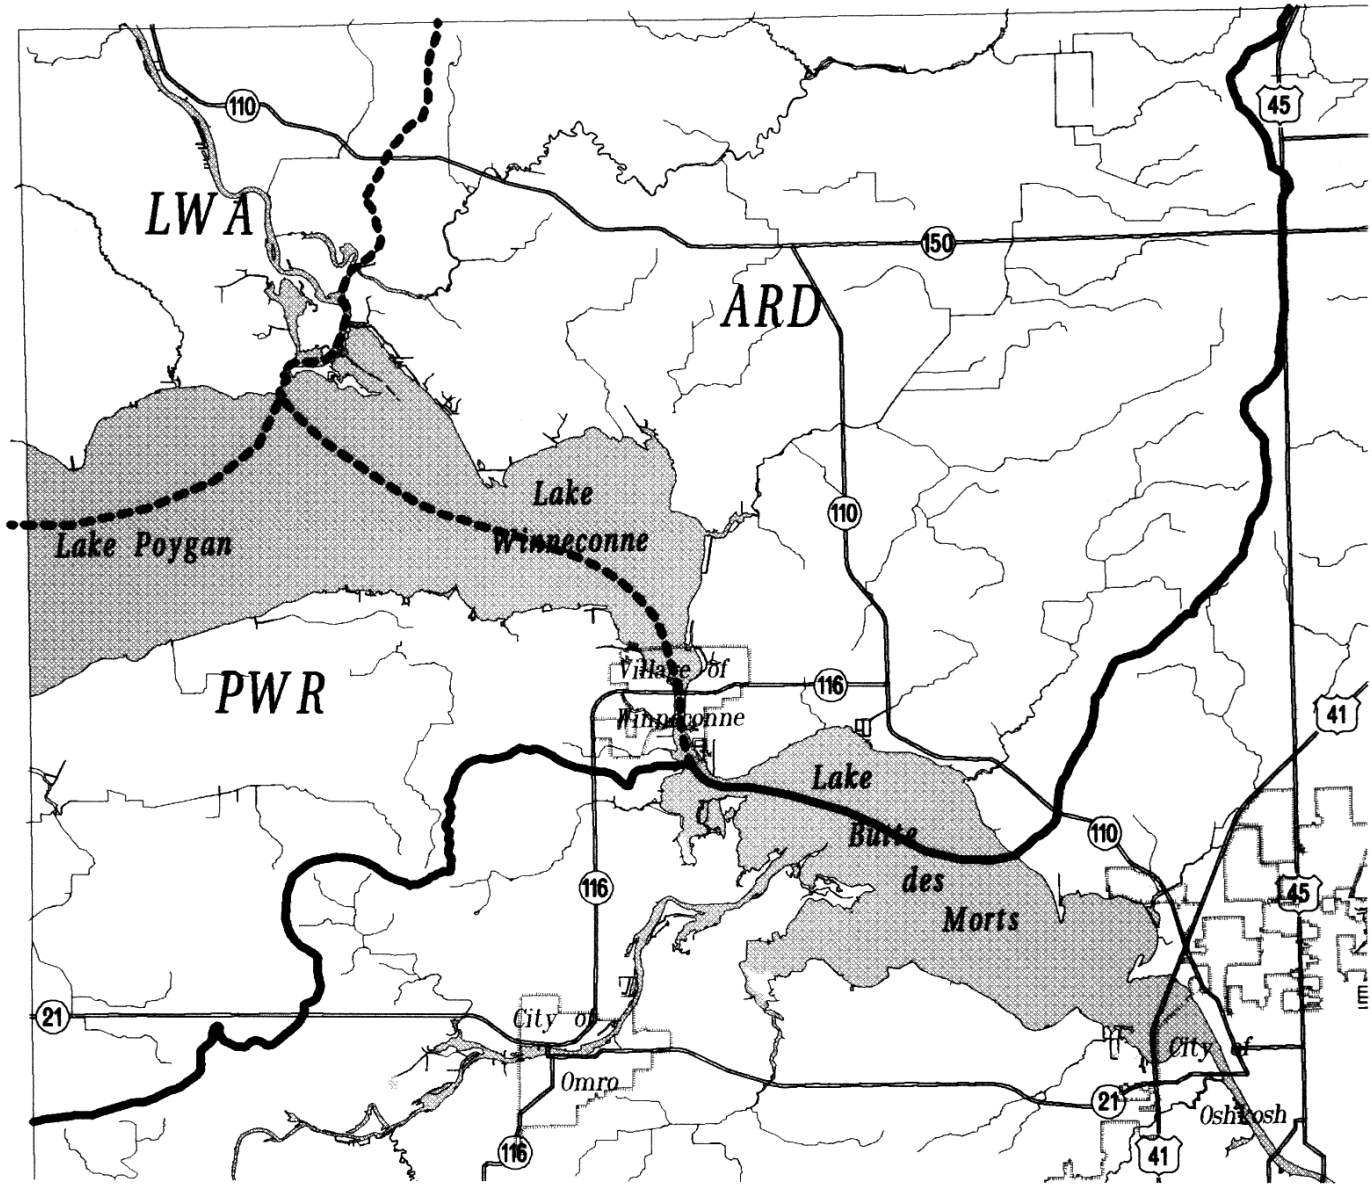 45
110
LWA
150
ARD
Lake
Winneconne
110
Lake Poygan
Village of
116
PWR
Winneconne
41
Lake
Butte
des
Morts
110
116
45
21
City of
City of
Omro
21
Oshkosh
116
41